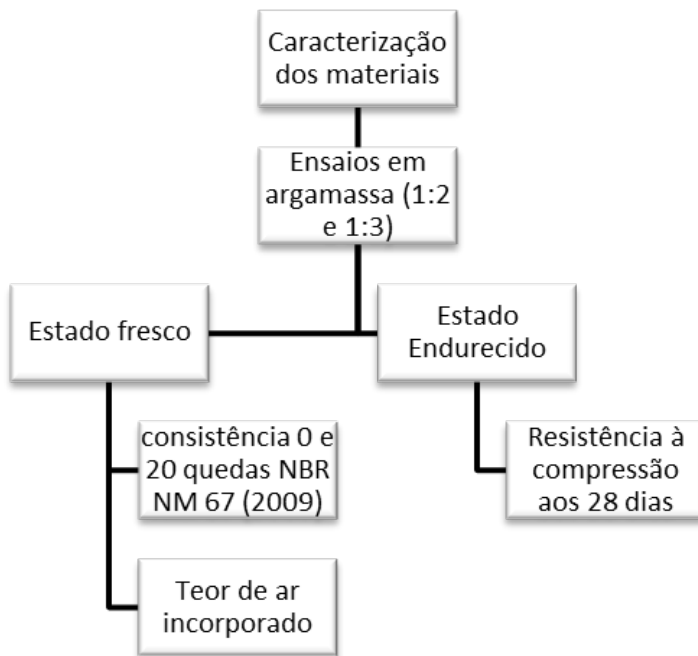 Caracterização
dos materiais
Ensaios em
argamassa (1:2
e 1:3)
Estado fresco
Estado
Endurecido
consistência 0 e
20 quedas NBR
NM 67 (2009)
Resistência à
compressão
aos 28 dias
Teor de ar
incorporado